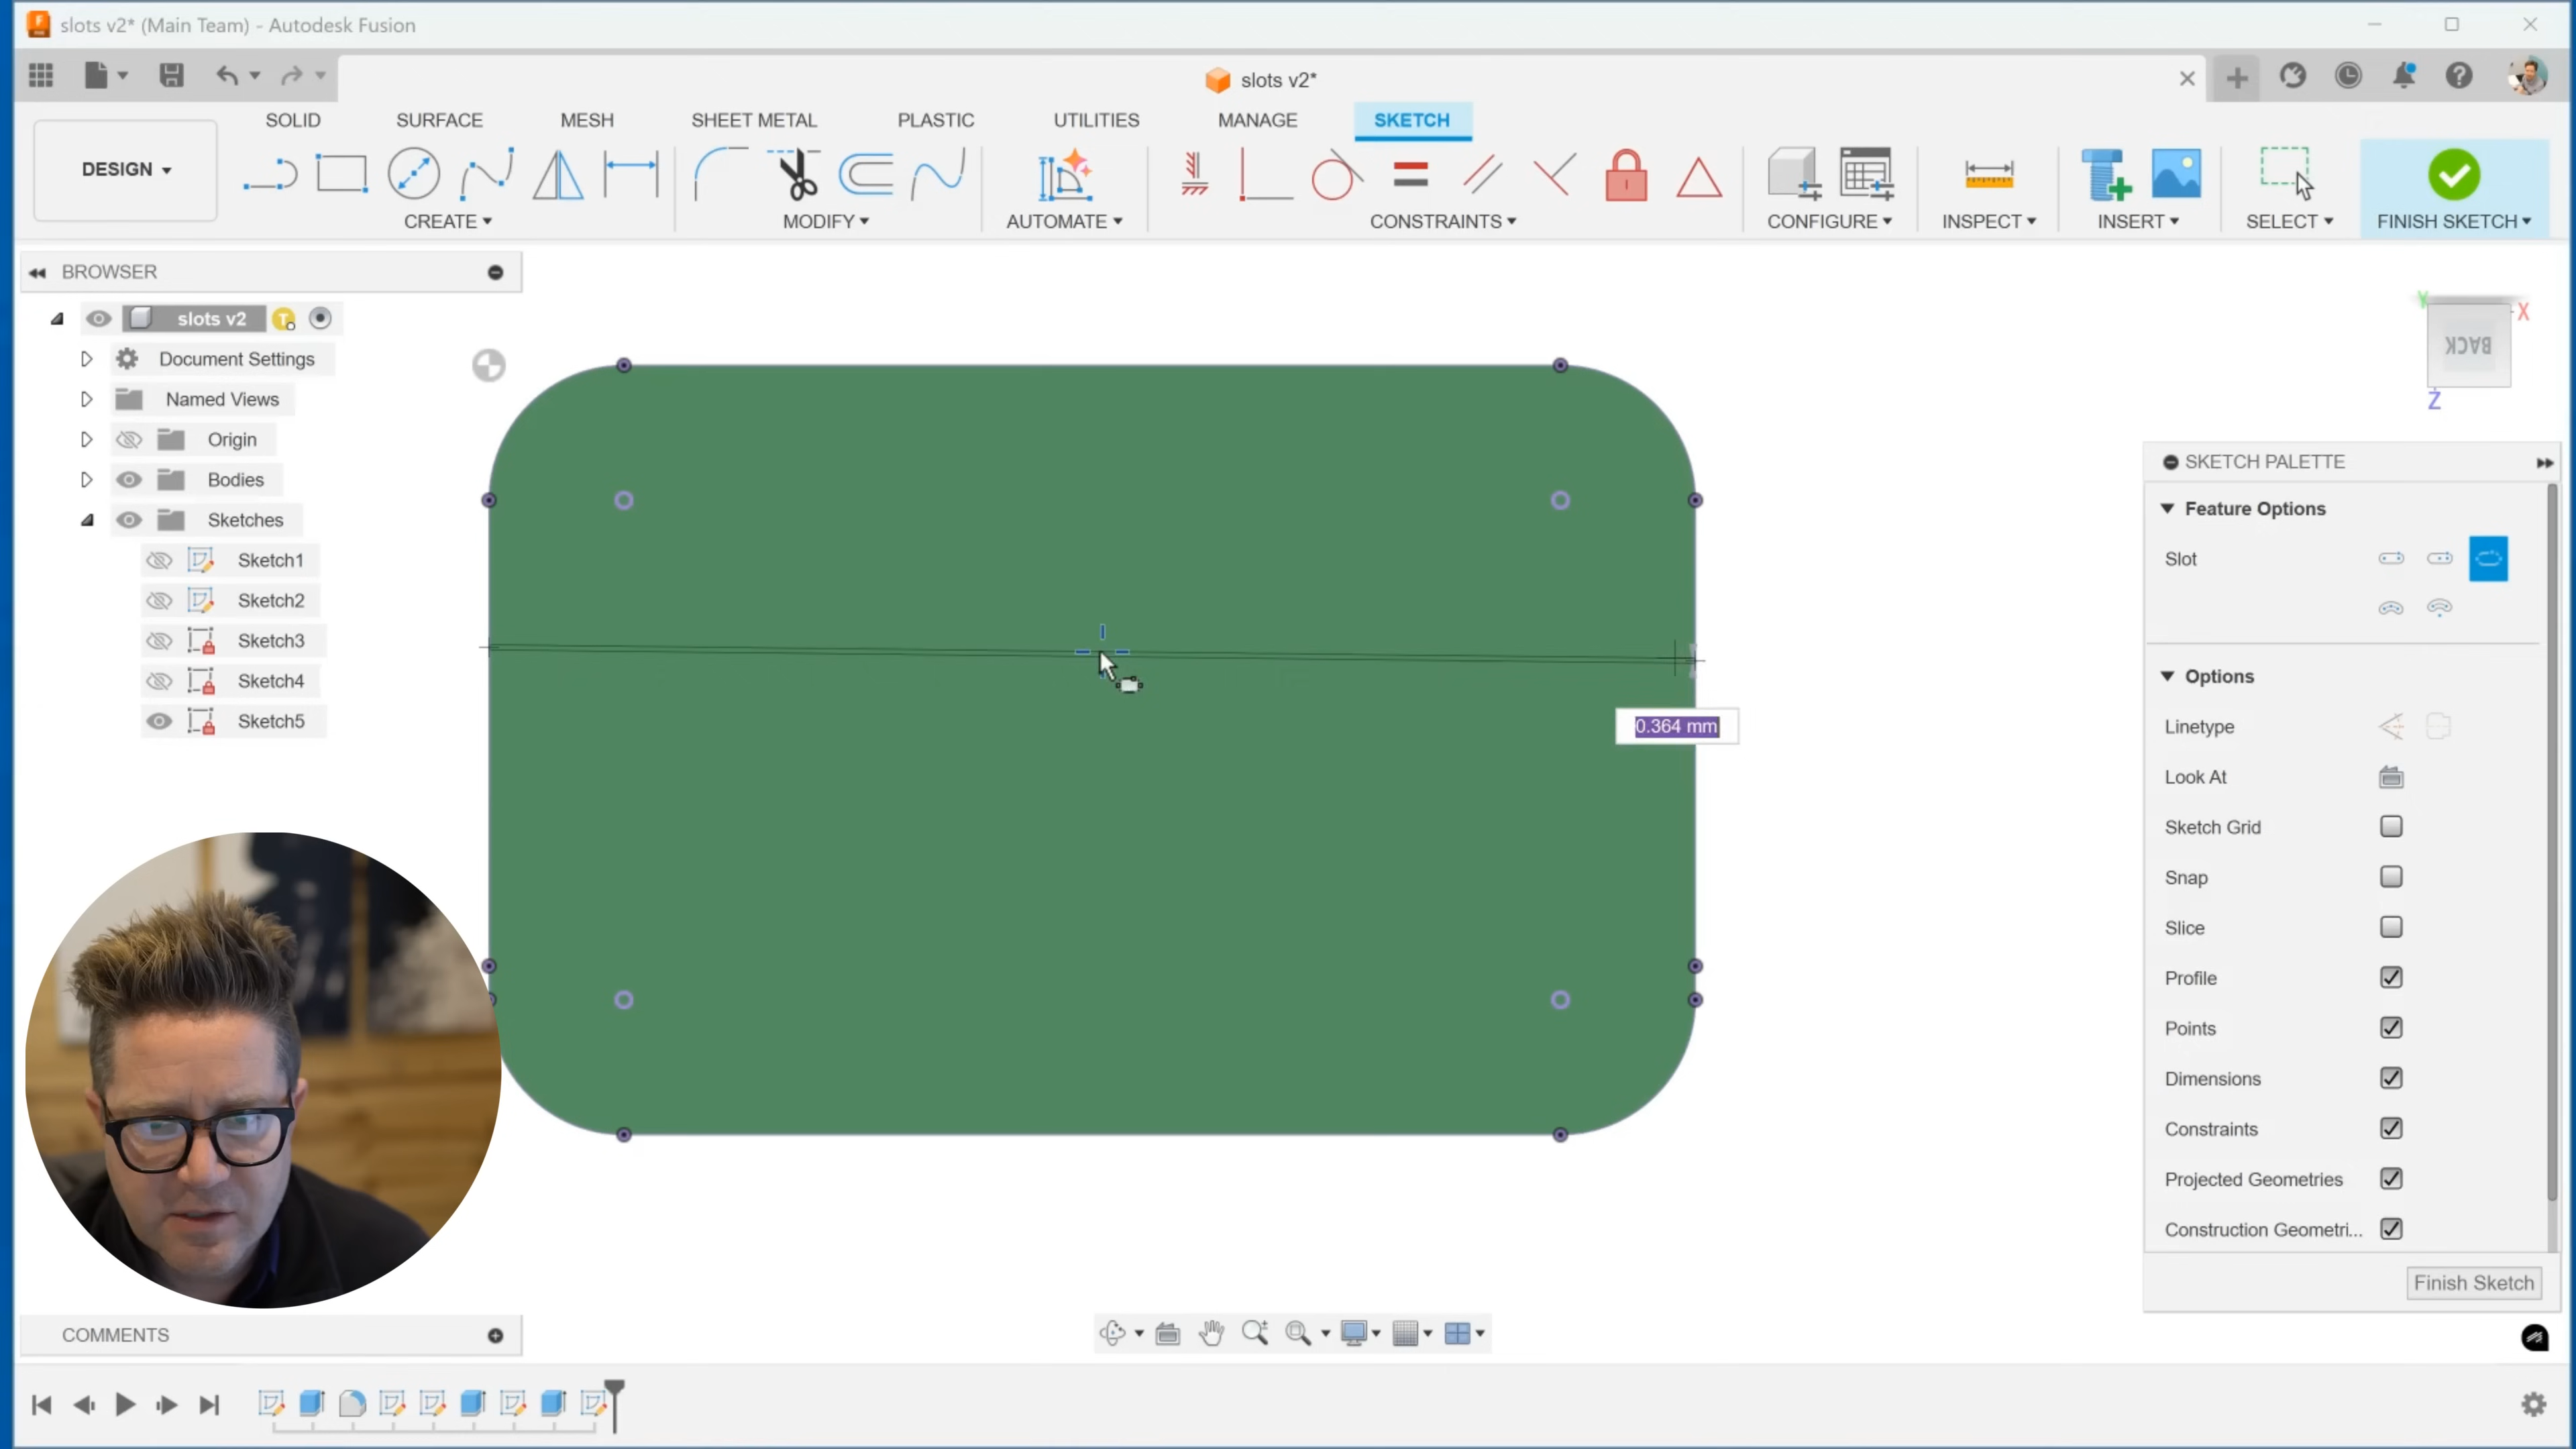 slots v2* (Main Team) - Autodesk Fusion
slots v2*
SOLID SURFACE MESH SHEET METAL PLASTIC UTILITIES MANAGE SKETCH
DESIGN
CREATE MODIFY AUTOMATE CONSTRAINTS CONFIGURE INSPECT INSERT SELECT FINISH SKETCH
BROWSER
slots v2
Document Settings
Named Views
Origin
Bodies
Sketches
Sketch1
Sketch2
Sketch3
Sketch4
Sketch5
Y
X
BACK
Z
0.364 mm
SKETCH PALETTE
Feature Options
Slot
Options
Linetype
Look At
Sketch Grid
Snap
Slice
Profile
Points
Dimensions
Constraints
Projected Geometries
Construction Geometri...
Finish Sketch
COMMENTS